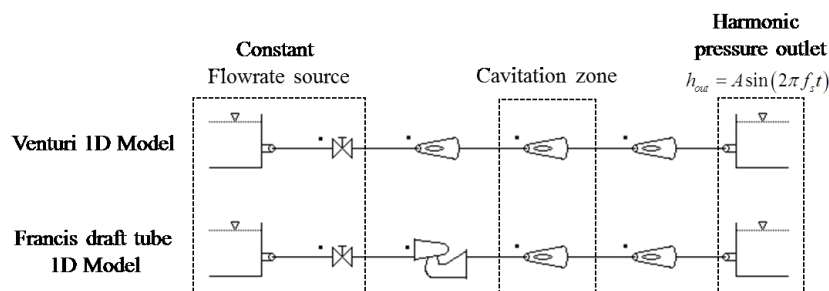 Constant
Flowrate source
Cavitation zone
Harmonic
pressure outlet
h_out = A sin(2π f_s t)
Venturi 1D Model
Francis draft tube
1D Model